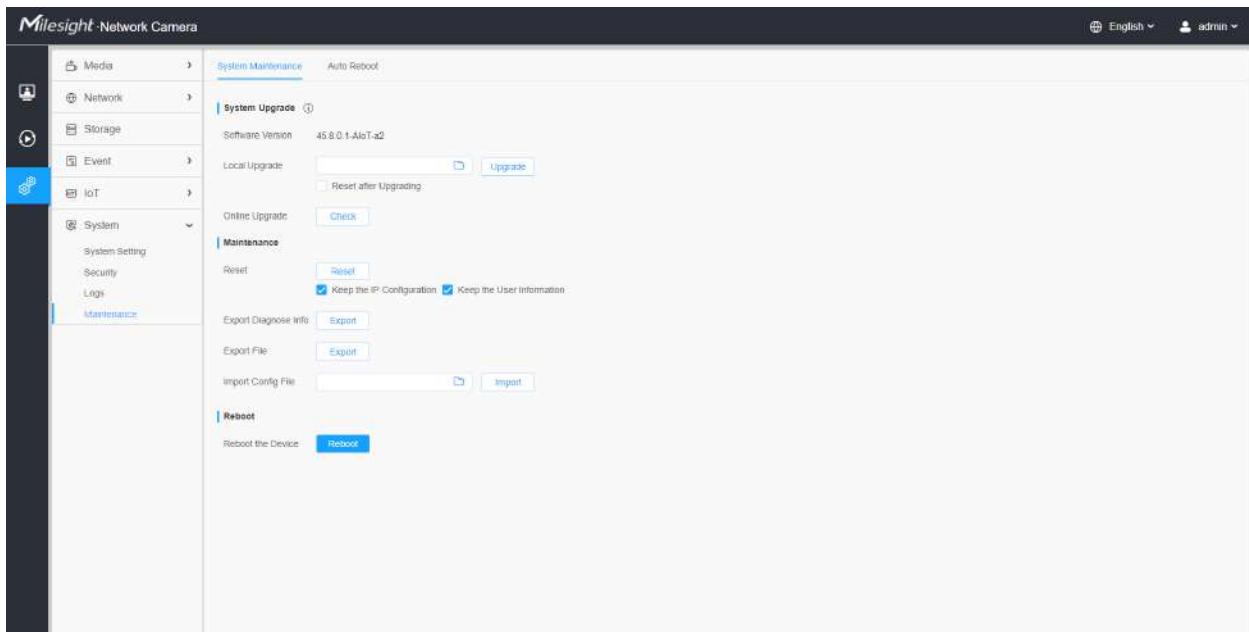 Milesight ·Network Camera
English
admin
Media
Network
Storage
Event
IoT
System
System Setting
Security
Logs
Maintenance
System Maintenance
Auto Reboot
System Upgrade
Software Version 45.8.0.1-AIoT-a2
Local Upgrade Upgrade
Reset after Upgrading
Online Upgrade Check
Maintenance
Reset Reset
Keep the IP Configuration Keep the User Information
Export Diagnose Info Export
Export File Export
Import Config File Import
Reboot
Reboot the Device Reboot